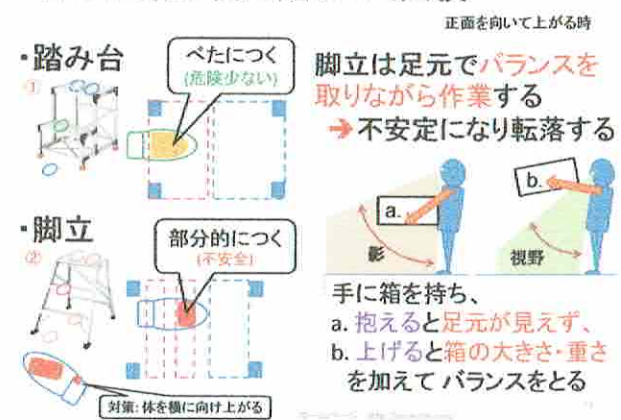 正面を向いて上がる時
・踏み台
①
べたにつく
(危険少ない)
・脚立
②
部分的につく
(不安全)
対策: 体を横に向け上がる
脚立は足元でバランスを
取りながら作業する
➔不安定になり転落する
a.
影
b.
視野
手に箱を持ち、
a. 抱えると足元が見えず、
b. 上げると箱の大きさ・重さ
を加えて バランスをとる